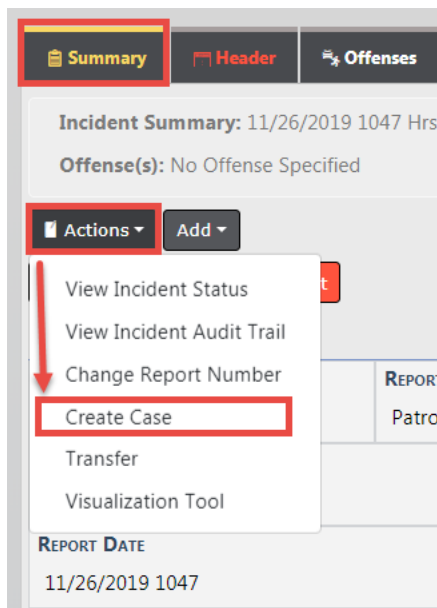 Summary Header Offenses
Incident Summary: 11/26/2019 1047 Hrs
Offense(s): No Offense Specified
Actions Add
View Incident Status
View Incident Audit Trail
Change Report Number
Create Case
Transfer
Visualization Tool
REPORT DATE
11/26/2019 1047